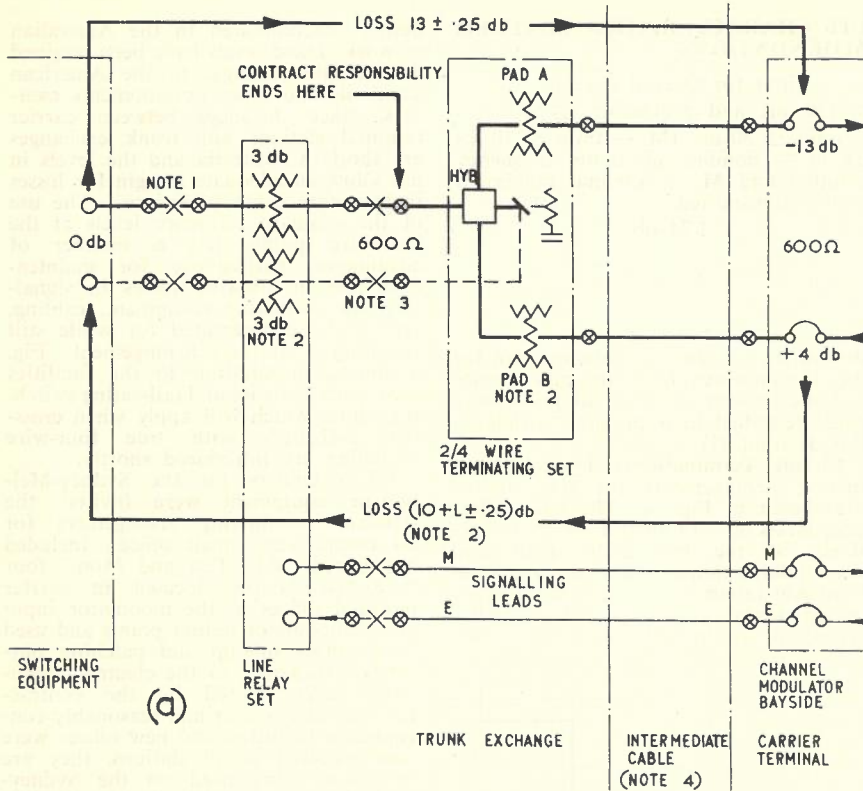 LOSS 13 ± ·25 db
CONTRACT RESPONSIBILITY
ENDS HERE
PAD A
3 db
NOTE 1
HYB
-13 db
0 db
600Ω
600Ω
NOTE 3
3 db
NOTE 2
+4 db
PAD B
NOTE 2
2/4 WIRE
TERMINATING SET
LOSS (10+L± ·25)db
(NOTE 2)
M
SIGNALLING
LEADS
M
E
E
SWITCHING
EQUIPMENT
(a)
LINE
RELAY
SET
CHANNEL
MODULATOR
BAYSIDE
TRUNK EXCHANGE
INTERMEDIATE
CABLE
(NOTE 4)
CARRIER
TERMINAL